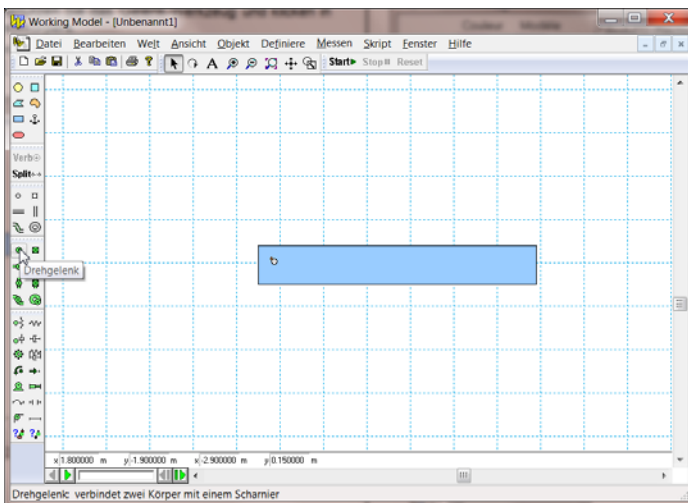 Working Model - [Unbenannt1]
Datei Bearbeiten Welt Ansicht Objekt Definiere Messen Skript Fenster Hilfe
A Start Stop Reset
Verb
Split
Drehgelenk
x 1.800000 m y -1.900000 m x -2.900000 m y 0.150000 m
Drehgelenk: verbindet zwei Körper mit einem Scharnier